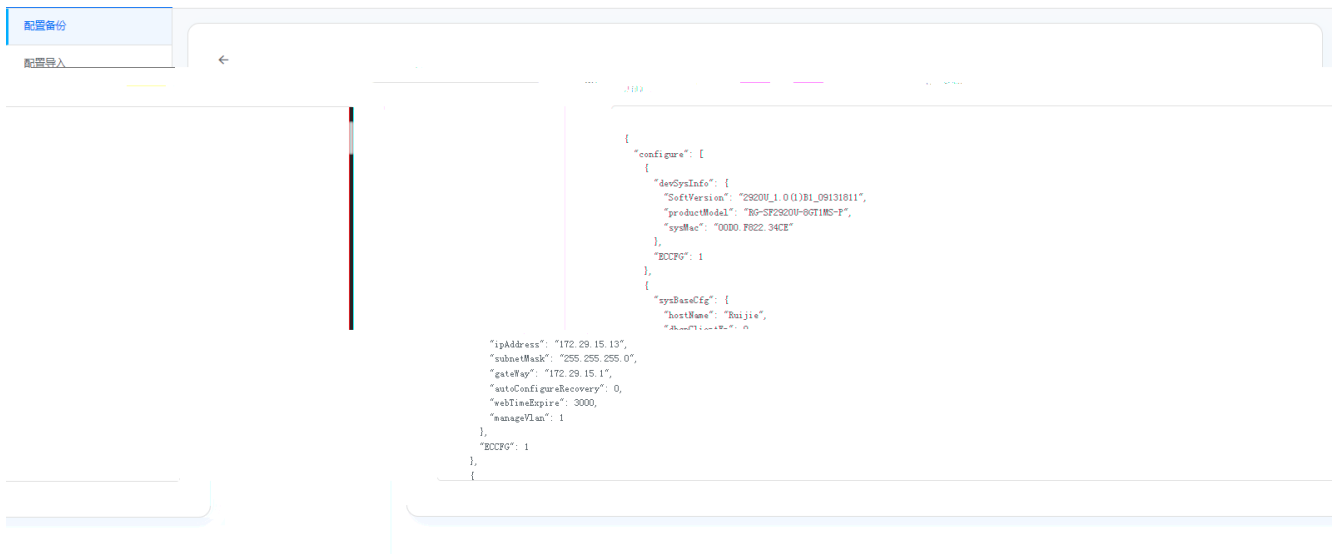 配置备份
配置导入
{
"configure": [
{
"devSysInfo": {
"SoftVersion": "2920U_1.0(1)B1_09131811",
"productModel": "RG-SF2920U-8GT1MS-P",
"sysMac": "00D0.F822.34CE"
},
"ECCFG": 1
},
{
"sysBaseCfg": {
"hostName": "Ruijie",
"dhcpClientEn": 0
"ipAddress": "172.29.15.13",
"subnetMask": "255.255.255.0",
"gateWay": "172.29.15.1",
"autoConfigureRecovery": 0,
"webTimeExpire": 3000,
"manageVlan": 1
},
"ECCFG": 1
},
{